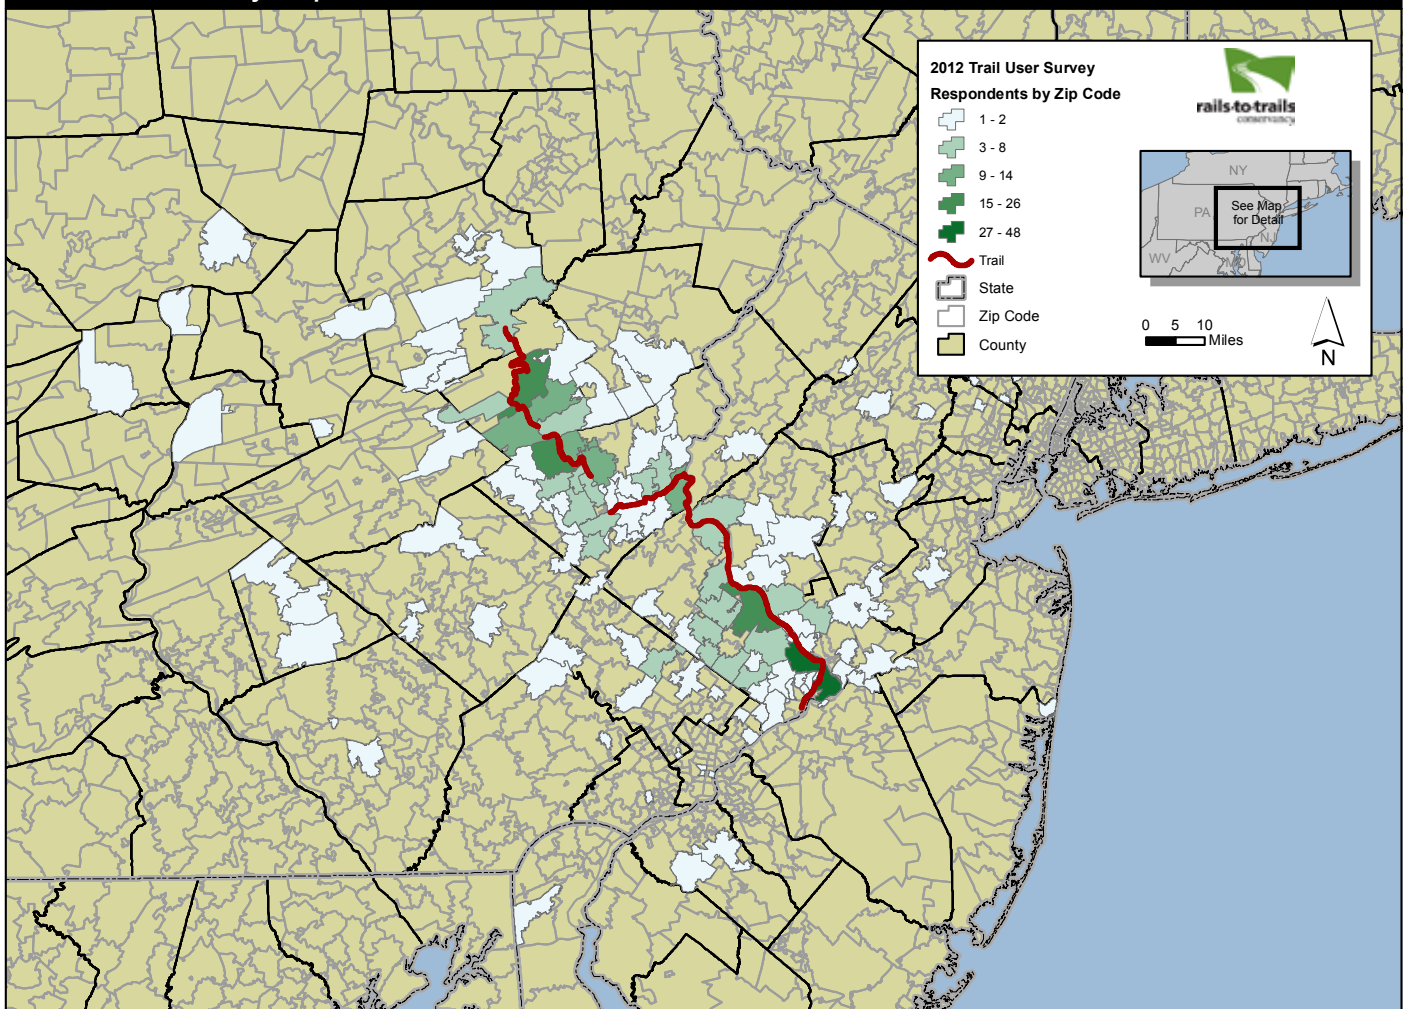 2012 Trail User Survey
Respondents by Zip Code
1 - 2
3 - 8
9 - 14
15 - 26
27 - 48
Trail
State
Zip Code
County
rails-to-trails
conservancy
NY
PA
See Map
for Detail
NJ
WV
MD
0 5 10
Miles
N